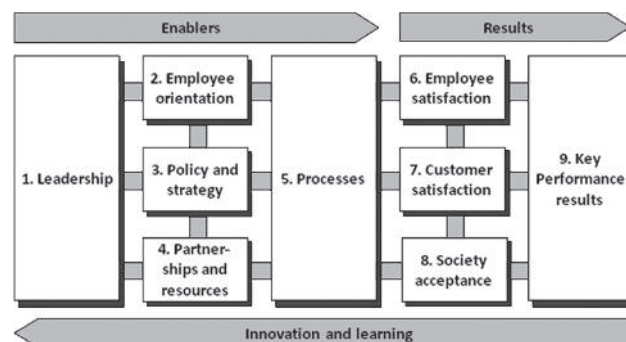 Enablers
Results
1. Leadership
2. Employee
orientation
3. Policy and
strategy
4. Partner-
ships and
resources
5. Processes
6. Employee
satisfaction
7. Customer
satisfaction
8. Society
acceptance
9. Key
Performance
results
Innovation and learning